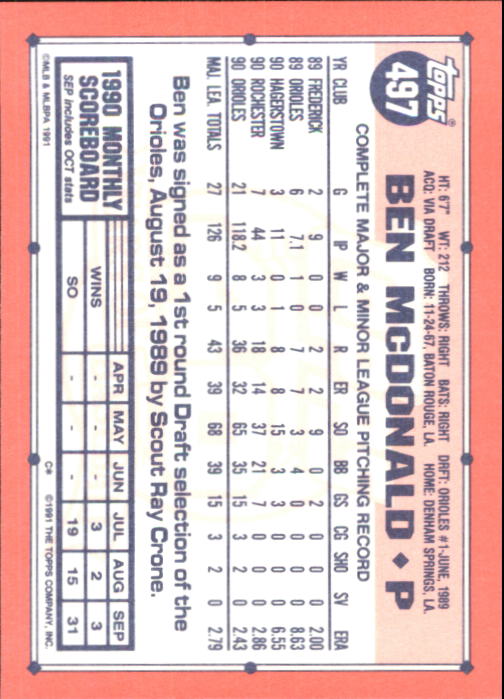 topps®
497
HT: 6'7" WT: 212 THROWS: RIGHT BATS: RIGHT DRFT: ORIOLES #1-JUNE, 1989
ACQ: VIA DRAFT BORN: 11-24-67, BATON ROUGE, LA. HOME: DENHAM SPRINGS, LA.
BEN MCDONALD ♦ P
COMPLETE MAJOR & MINOR LEAGUE PITCHING RECORD
YR CLUB G IP W L R ER SO BB GS CG SHO SV ERA
89 FREDERICK 2 9 0 0 2 2 9 0 2 0 0 0 2.00
89 ORIOLES 6 7.1 1 0 7 7 3 4 0 0 0 0 8.63
90 HAGERSTOWN 3 11 0 1 8 8 15 3 3 0 0 0 6.55
90 ROCHESTER 7 44 3 3 18 14 37 21 7 0 0 0 2.86
90 ORIOLES 21 118.2 8 5 36 32 65 35 15 3 2 0 2.43
MAJ. LEA. TOTALS 27 126 9 5 43 39 68 39 15 3 2 0 2.79
Ben was signed as a 1st round Draft selection of the
Orioles, August 19, 1989 by Scout Ray Crone.
1990 MONTHLY
SCOREBOARD
SEP includes OCT stats
APR MAY JUN JUL AUG SEP
WINS - - - 3 2 3
SO - - - 19 15 31
©MLB & MLBPA 1991 C* ©1991 THE TOPPS COMPANY, INC.